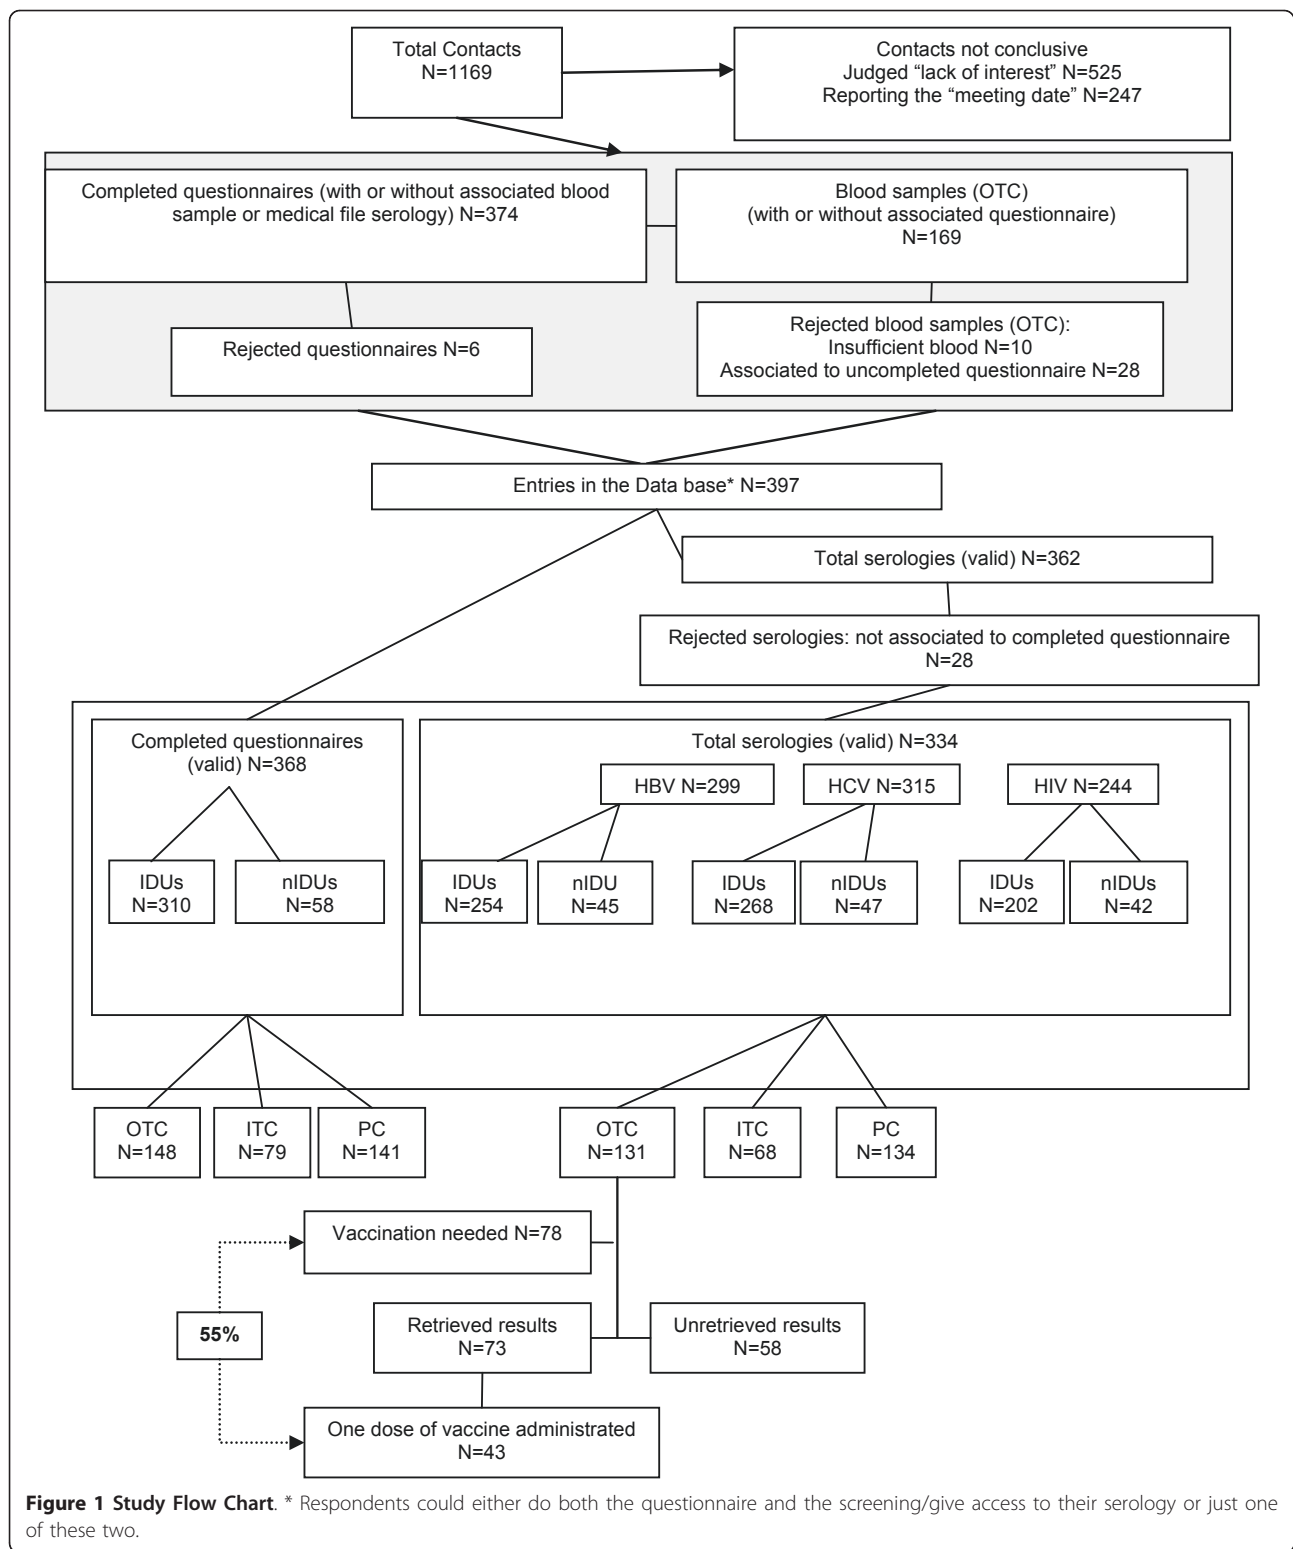 Total Contacts
N=1169
Contacts not conclusive
Judged “lack of interest” N=525
Reporting the “meeting date” N=247
Completed questionnaires (with or without associated blood
sample or medical file serology) N=374
Blood samples (OTC)
(with or without associated questionnaire)
N=169
Rejected questionnaires N=6
Rejected blood samples (OTC):
Insufficient blood N=10
Associated to uncompleted questionnaire N=28
Entries in the Data base* N=397
Total serologies (valid) N=362
Rejected serologies: not associated to completed questionnaire
N=28
Completed questionnaires
(valid) N=368
Total serologies (valid) N=334
HBV N=299
HCV N=315
HIV N=244
IDUs
N=310
nIDUs
N=58
IDUs
N=254
nIDU
N=45
IDUs
N=268
nIDUs
N=47
IDUs
N=202
nIDUs
N=42
OTC
N=148
ITC
N=79
PC
N=141
OTC
N=131
ITC
N=68
PC
N=134
Vaccination needed N=78
55%
Retrieved results
N=73
Unretrieved results
N=58
One dose of vaccine administrated
N=43
Figure 1 Study Flow Chart. * Respondents could either do both the questionnaire and the screening/give access to their serology or just one
of these two.